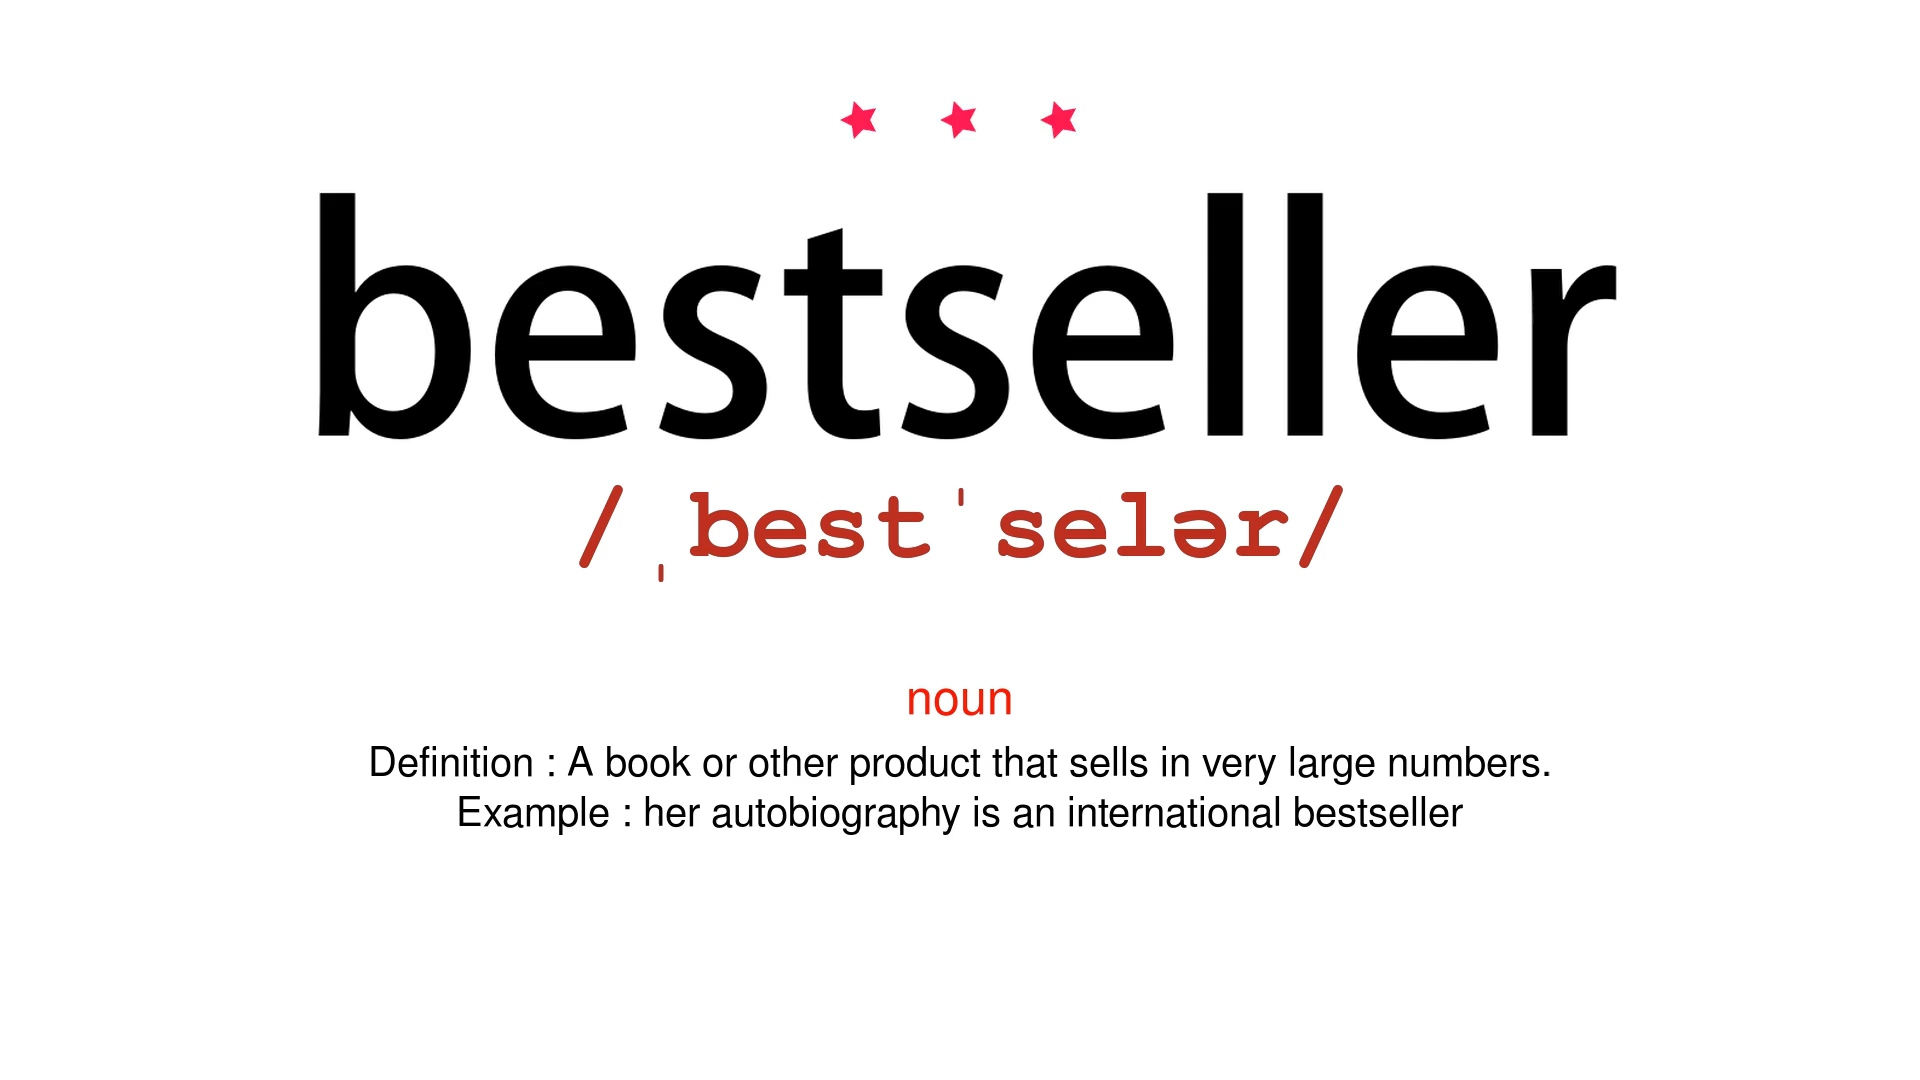 bestseller
/ˌbestˈselər/
noun
Definition : A book or other product that sells in very large numbers.
Example : her autobiography is an international bestseller